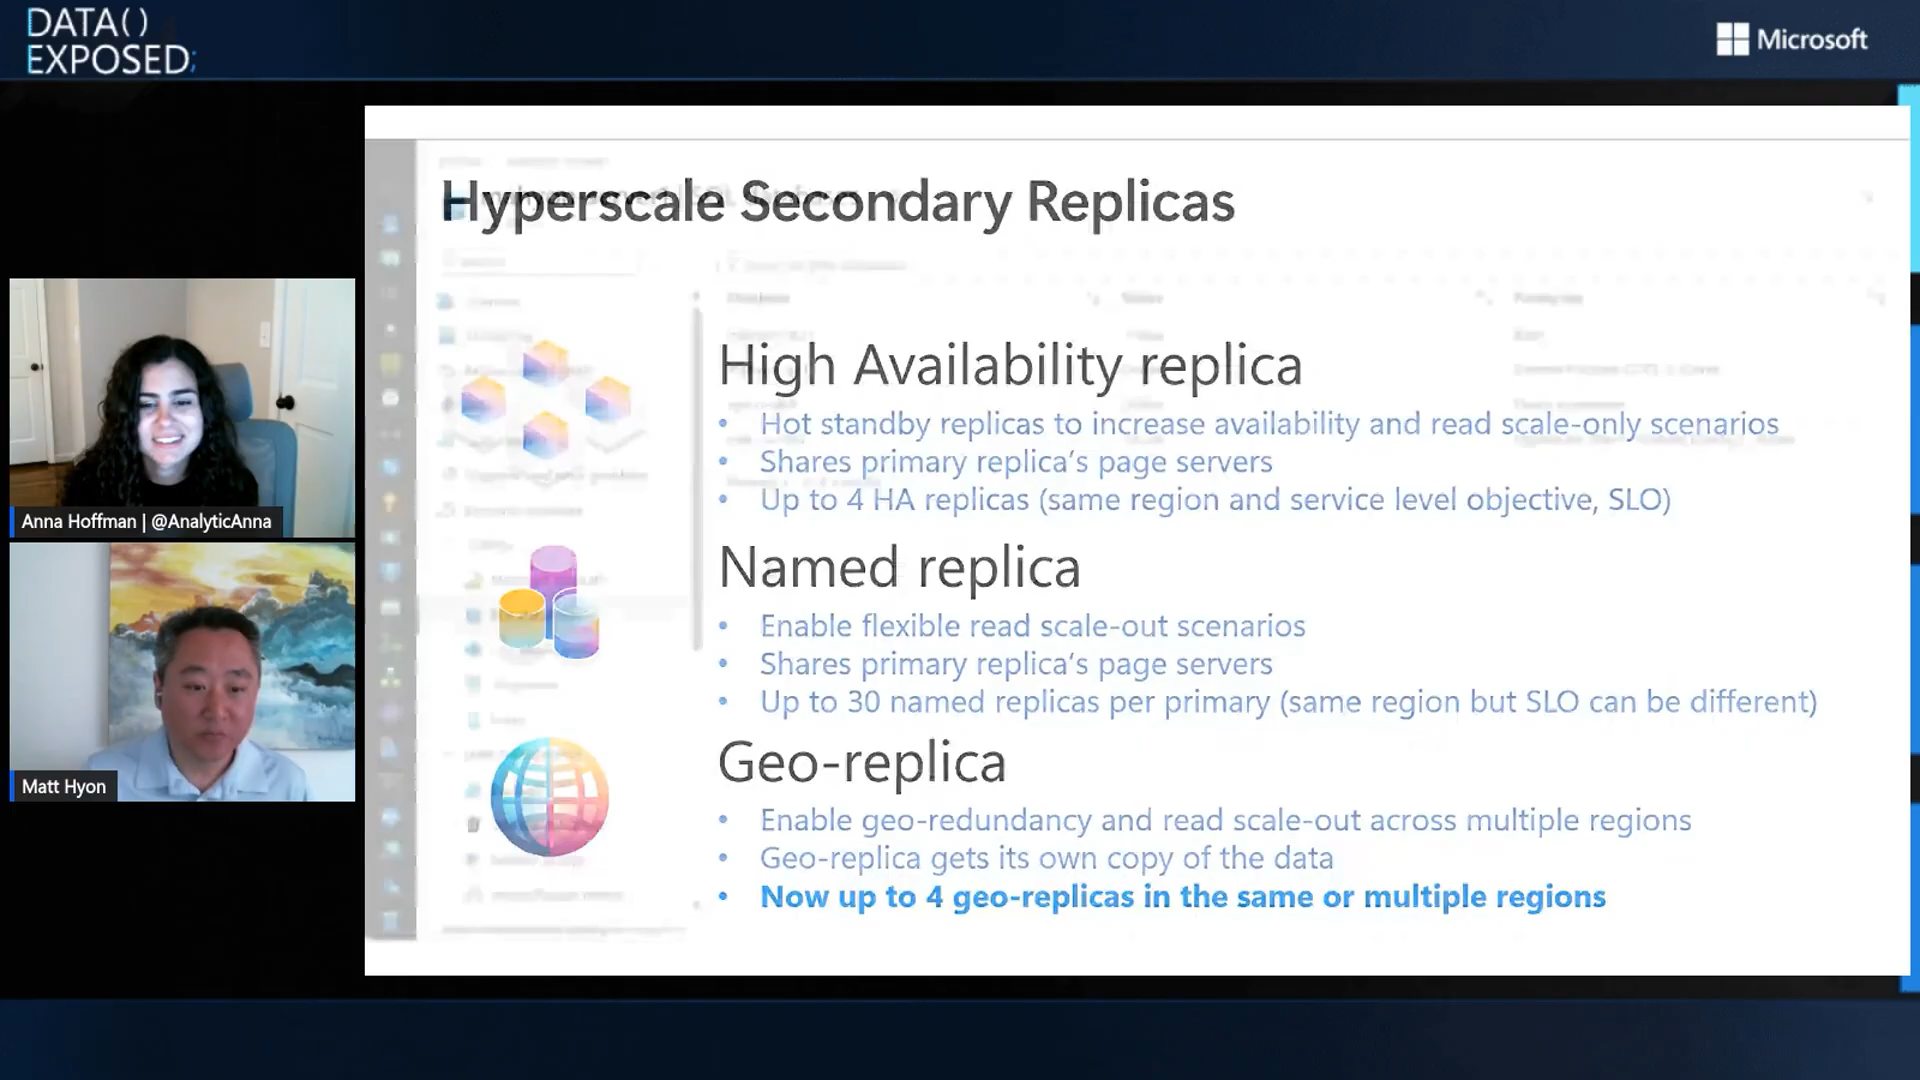 DATA()
EXPOSED;
Microsoft
Hyperscale Secondary Replicas
High Availability replica
• Hot standby replicas to increase availability and read scale-only scenarios
• Shares primary replica's page servers
• Up to 4 HA replicas (same region and service level objective, SLO)
Named replica
• Enable flexible read scale-out scenarios
• Shares primary replica's page servers
• Up to 30 named replicas per primary (same region but SLO can be different)
Geo-replica
• Enable geo-redundancy and read scale-out across multiple regions
• Geo-replica gets its own copy of the data
• Now up to 4 geo-replicas in the same or multiple regions
Anna Hoffman | @AnalyticAnna
Matt Hyon